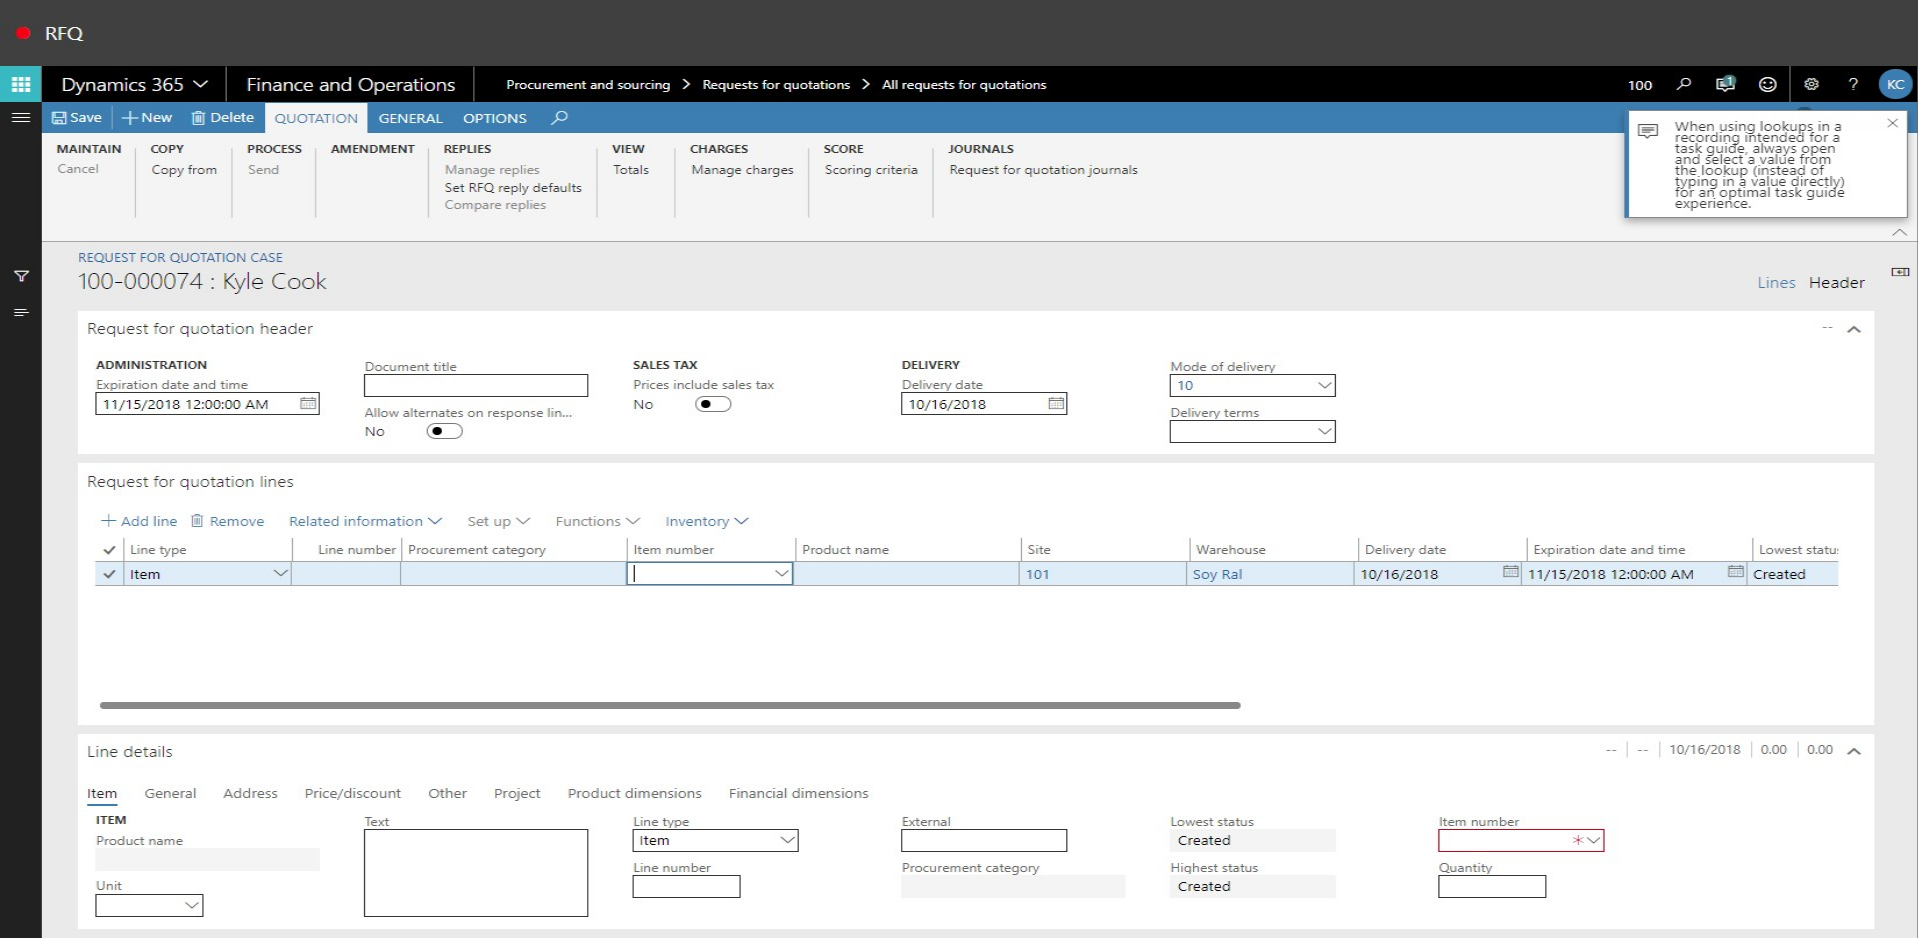 RFQ
Dynamics 365 Finance and Operations Procurement and sourcing > Requests for quotations > All requests for quotations 100 1 ? KC
Save + New Delete QUOTATION GENERAL OPTIONS
MAINTAIN COPY PROCESS AMENDMENT REPLIES VIEW CHARGES SCORE JOURNALS
Cancel Copy from Send Manage replies Totals Manage charges Scoring criteria Request for quotation journals
Set RFQ reply defaults
Compare replies
When using lookups in a
recording intended for a
task guide, always open
and select a value from
the lookup (instead of
typing in a value directly)
for an optimal task guide
experience.
REQUEST FOR QUOTATION CASE
100-000074 : Kyle Cook
Lines Header
Request for quotation header --
ADMINISTRATION Document title SALES TAX DELIVERY Mode of delivery
Expiration date and time Prices include sales tax Delivery date 10
11/15/2018 12:00:00 AM No 10/16/2018
Allow alternates on response lin... Delivery terms
No
Request for quotation lines
+ Add line Remove Related information Set up Functions Inventory
Line type Line number Procurement category Item number Product name Site Warehouse Delivery date Expiration date and time Lowest statu
Item 101 Soy Ral 10/16/2018 11/15/2018 12:00:00 AM Created
Line details -- | -- | 10/16/2018 | 0.00 | 0.00
Item General Address Price/discount Other Project Product dimensions Financial dimensions
ITEM Text Line type External Lowest status Item number
Product name Item Created *
Line number Procurement category Highest status Quantity
Unit Created